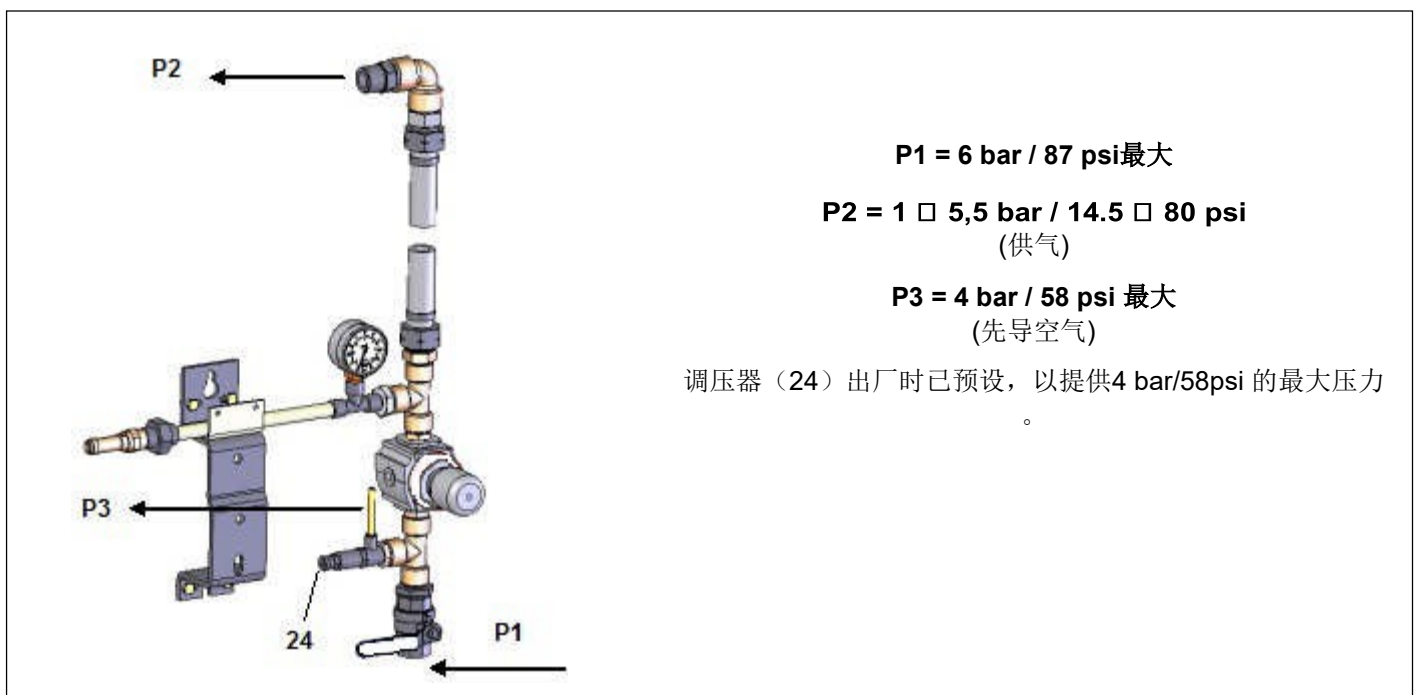 P2
P1 = 6 bar / 87 psi最大
P2 = 1 □ 5,5 bar / 14.5 □ 80 psi
(供气)
P3 = 4 bar / 58 psi 最大
(先导空气)
调压器（24）出厂时已预设，以提供4 bar/58psi 的最大压力
。
P3
24
P1